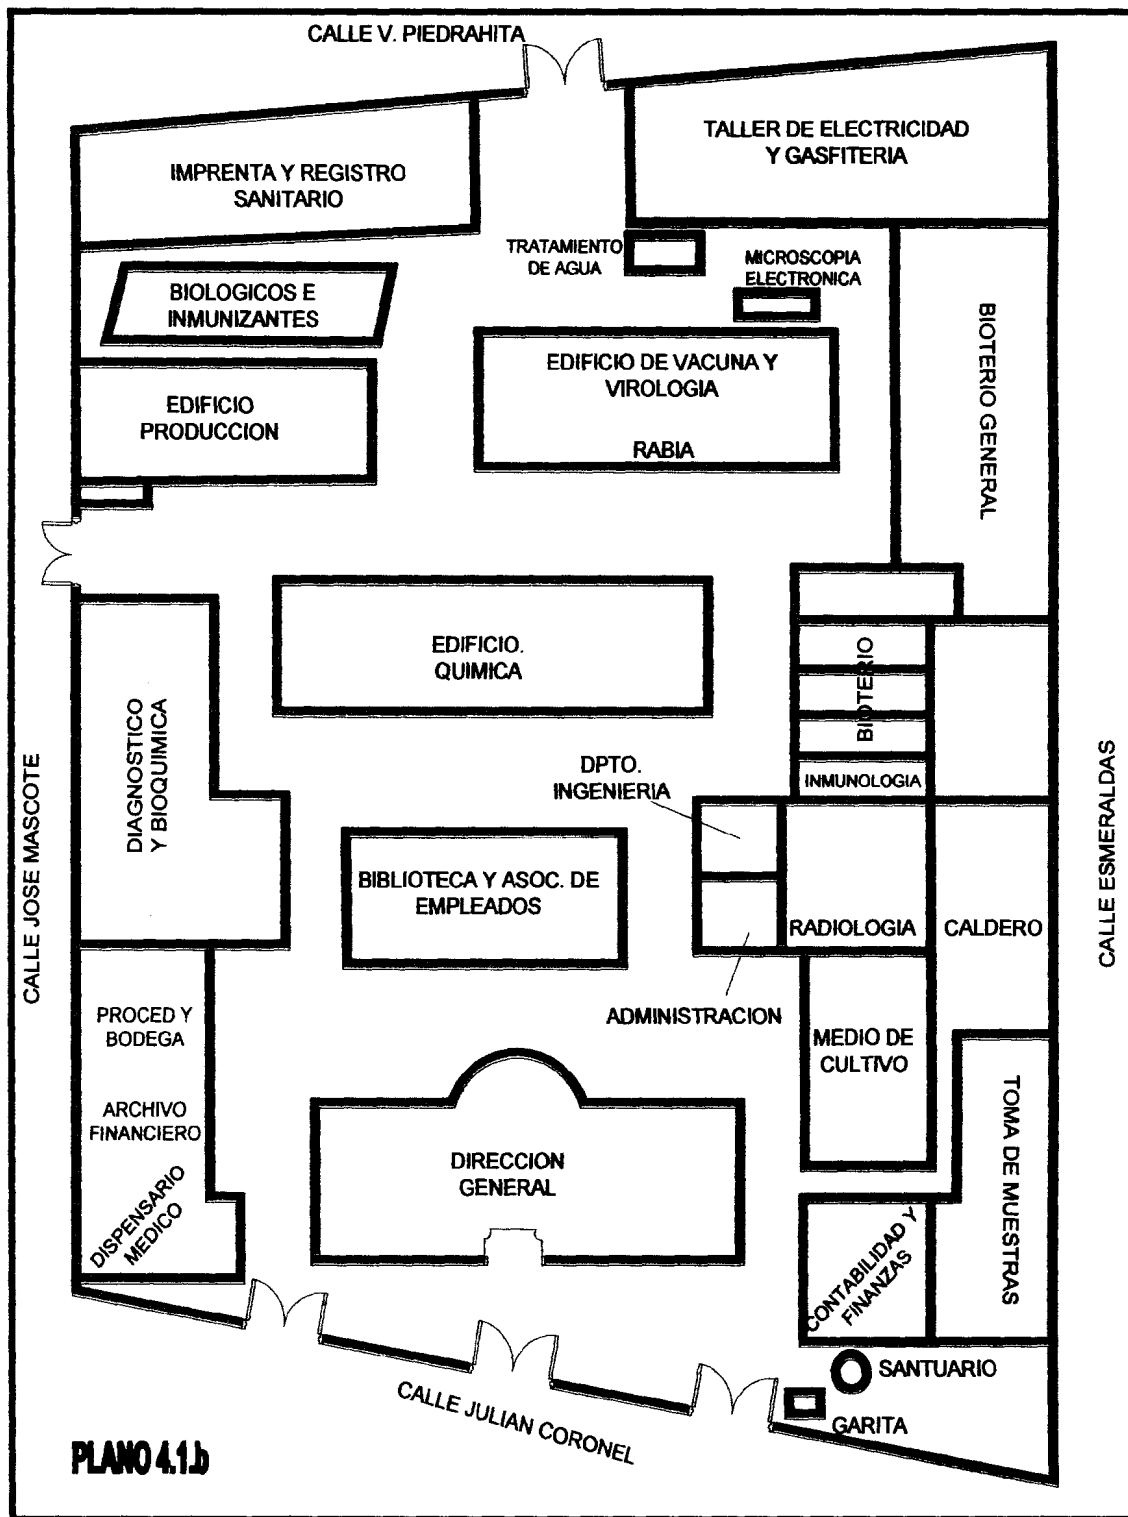 CALLE V. PIEDRAHITA
TALLER DE ELECTRICIDAD
Y GASFITERIA
IMPRENTA Y REGISTRO
SANITARIO
TRATAMIENTO
DE AGUA
MICROSCOPIA
ELECTRONICA
BIOLOGICOS E
INMUNIZANTES
BIOTERIO GENERAL
EDIFICIO DE VACUNA Y
VIROLOGIA
RABIA
EDIFICIO
PRODUCCION
EDIFICIO.
QUIMICA
BIOTERIO
DIAGNOSTICO
Y BIOQUIMICA
DPTO.
INGENIERIA
INMUNOLOGIA
CALLE JOSE MASCOTE
CALLE ESMERALDAS
BIBLIOTECA Y ASOC. DE
EMPLEADOS
RADIOLOGIA
CALDERO
PROCED Y
BODEGA
ADMINISTRACION
MEDIO DE
CULTIVO
ARCHIVO
FINANCIERO
TOMA DE MUESTRAS
DIRECCION
GENERAL
DISPENSARIO
MEDICO
CONTABILIDAD Y
FINANZAS
SANTUARIO
CALLE JULIAN CORONEL
GARITA
PLANO 4.1.b